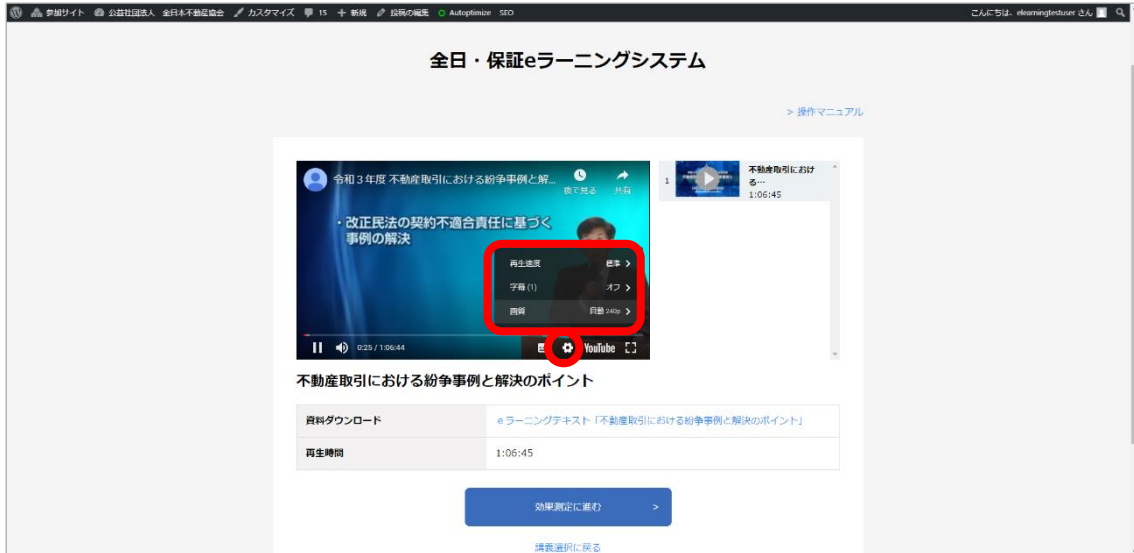 参加サイト 公益社団法人 全日本不動産協会 カスタマイズ 15 新規 投稿の編集 Autoptimize SEO こんにちは、elearningtestuser さん
全日・保証eラーニングシステム
> 操作マニュアル
令和3年度 不動産取引における紛争事例と解... 後で見る 共有
・改正民法の契約不適合責任に基づく
事例の解決
再生速度 標準
字幕 (1) オフ
画質 自動 240p
0:25 / 1:06:44 YouTube
1 不動産取引におけ
る…
1:06:45
不動産取引における紛争事例と解決のポイント
資料ダウンロード eラーニングテキスト「不動産取引における紛争事例と解決のポイント」
再生時間 1:06:45
効果測定に進む >
講義選択に戻る